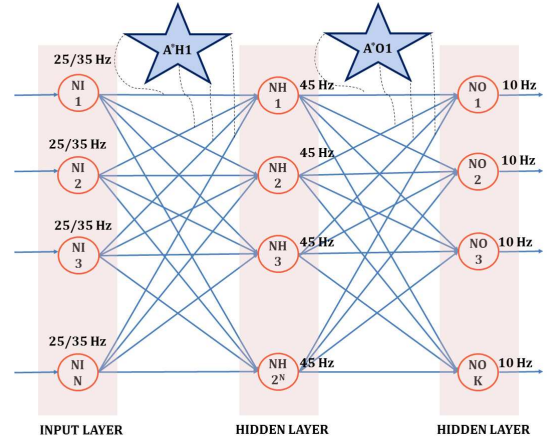 A*H1
A*O1
25/35 Hz
NI
1
NH
1
45 Hz
NO
1
10 Hz
25/35 Hz
NI
2
NH
2
45 Hz
NO
2
10 Hz
25/35 Hz
NI
3
NH
3
45 Hz
NO
3
10 Hz
25/35 Hz
NI
N
NH
2ᴺ
45 Hz
NO
K
10 Hz
INPUT LAYER
HIDDEN LAYER
HIDDEN LAYER